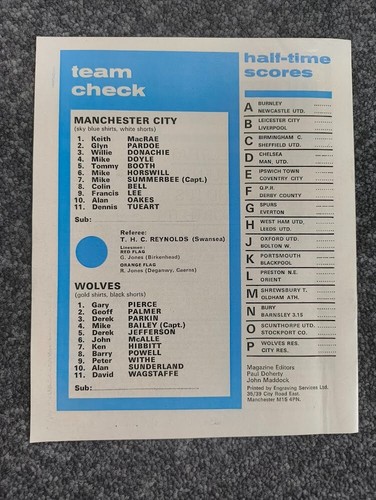 team
check
MANCHESTER CITY
(sky blue shirts, white shorts)
1. Keith MacRAE
2. Glyn PARDOE
3. Willie DONACHIE
4. Mike DOYLE
5. Tommy BOOTH
6. Mike HORSWILL
7. Mike SUMMERBEE (Capt.)
8. Colin BELL
9. Francis LEE
10. Alan OAKES
11. Dennis TUEART
Sub:
Referee:
T. H. C. REYNOLDS (Swansea)
Linesmen:
RED FLAG
G. Jones (Birkenhead)
ORANGE FLAG
R. Jones (Deganwy, Caerns)
WOLVES
(gold shirts, black shorts)
1. Gary PIERCE
2. Geoff PALMER
3. Derek PARKIN
4. Mike BAILEY (Capt.)
5. Derek JEFFERSON
6. John McALLE
7. Ken HIBBITT
8. Barry POWELL
9. Peter WITHE
10. Alan SUNDERLAND
11. David WAGSTAFFE
Sub:
half-time
scores
A BURNLEY
NEWCASTLE UTD.
B LEICESTER CITY
LIVERPOOL
C BIRMINGHAM C.
SHEFFIELD UTD.
D CHELSEA
MAN. UTD.
E IPSWICH TOWN
COVENTRY CITY
F Q.P.R.
DERBY COUNTY
G SPURS
EVERTON
H WEST HAM UTD.
LEEDS UTD.
J OXFORD UTD.
BOLTON W.
K PORTSMOUTH
BLACKPOOL
L PRESTON N.E.
ORIENT
M SHREWSBURY T.
OLDHAM ATH.
N BURY
BARNSLEY 3.15
O SCUNTHORPE UTD.
STOCKPORT CO.
P WOLVES RES.
CITY RES.
Magazine Editors
Paul Doherty
John Maddock
Printed by Engraving Services Ltd.
20/28 City Road East.
Manchester M15 4PN.